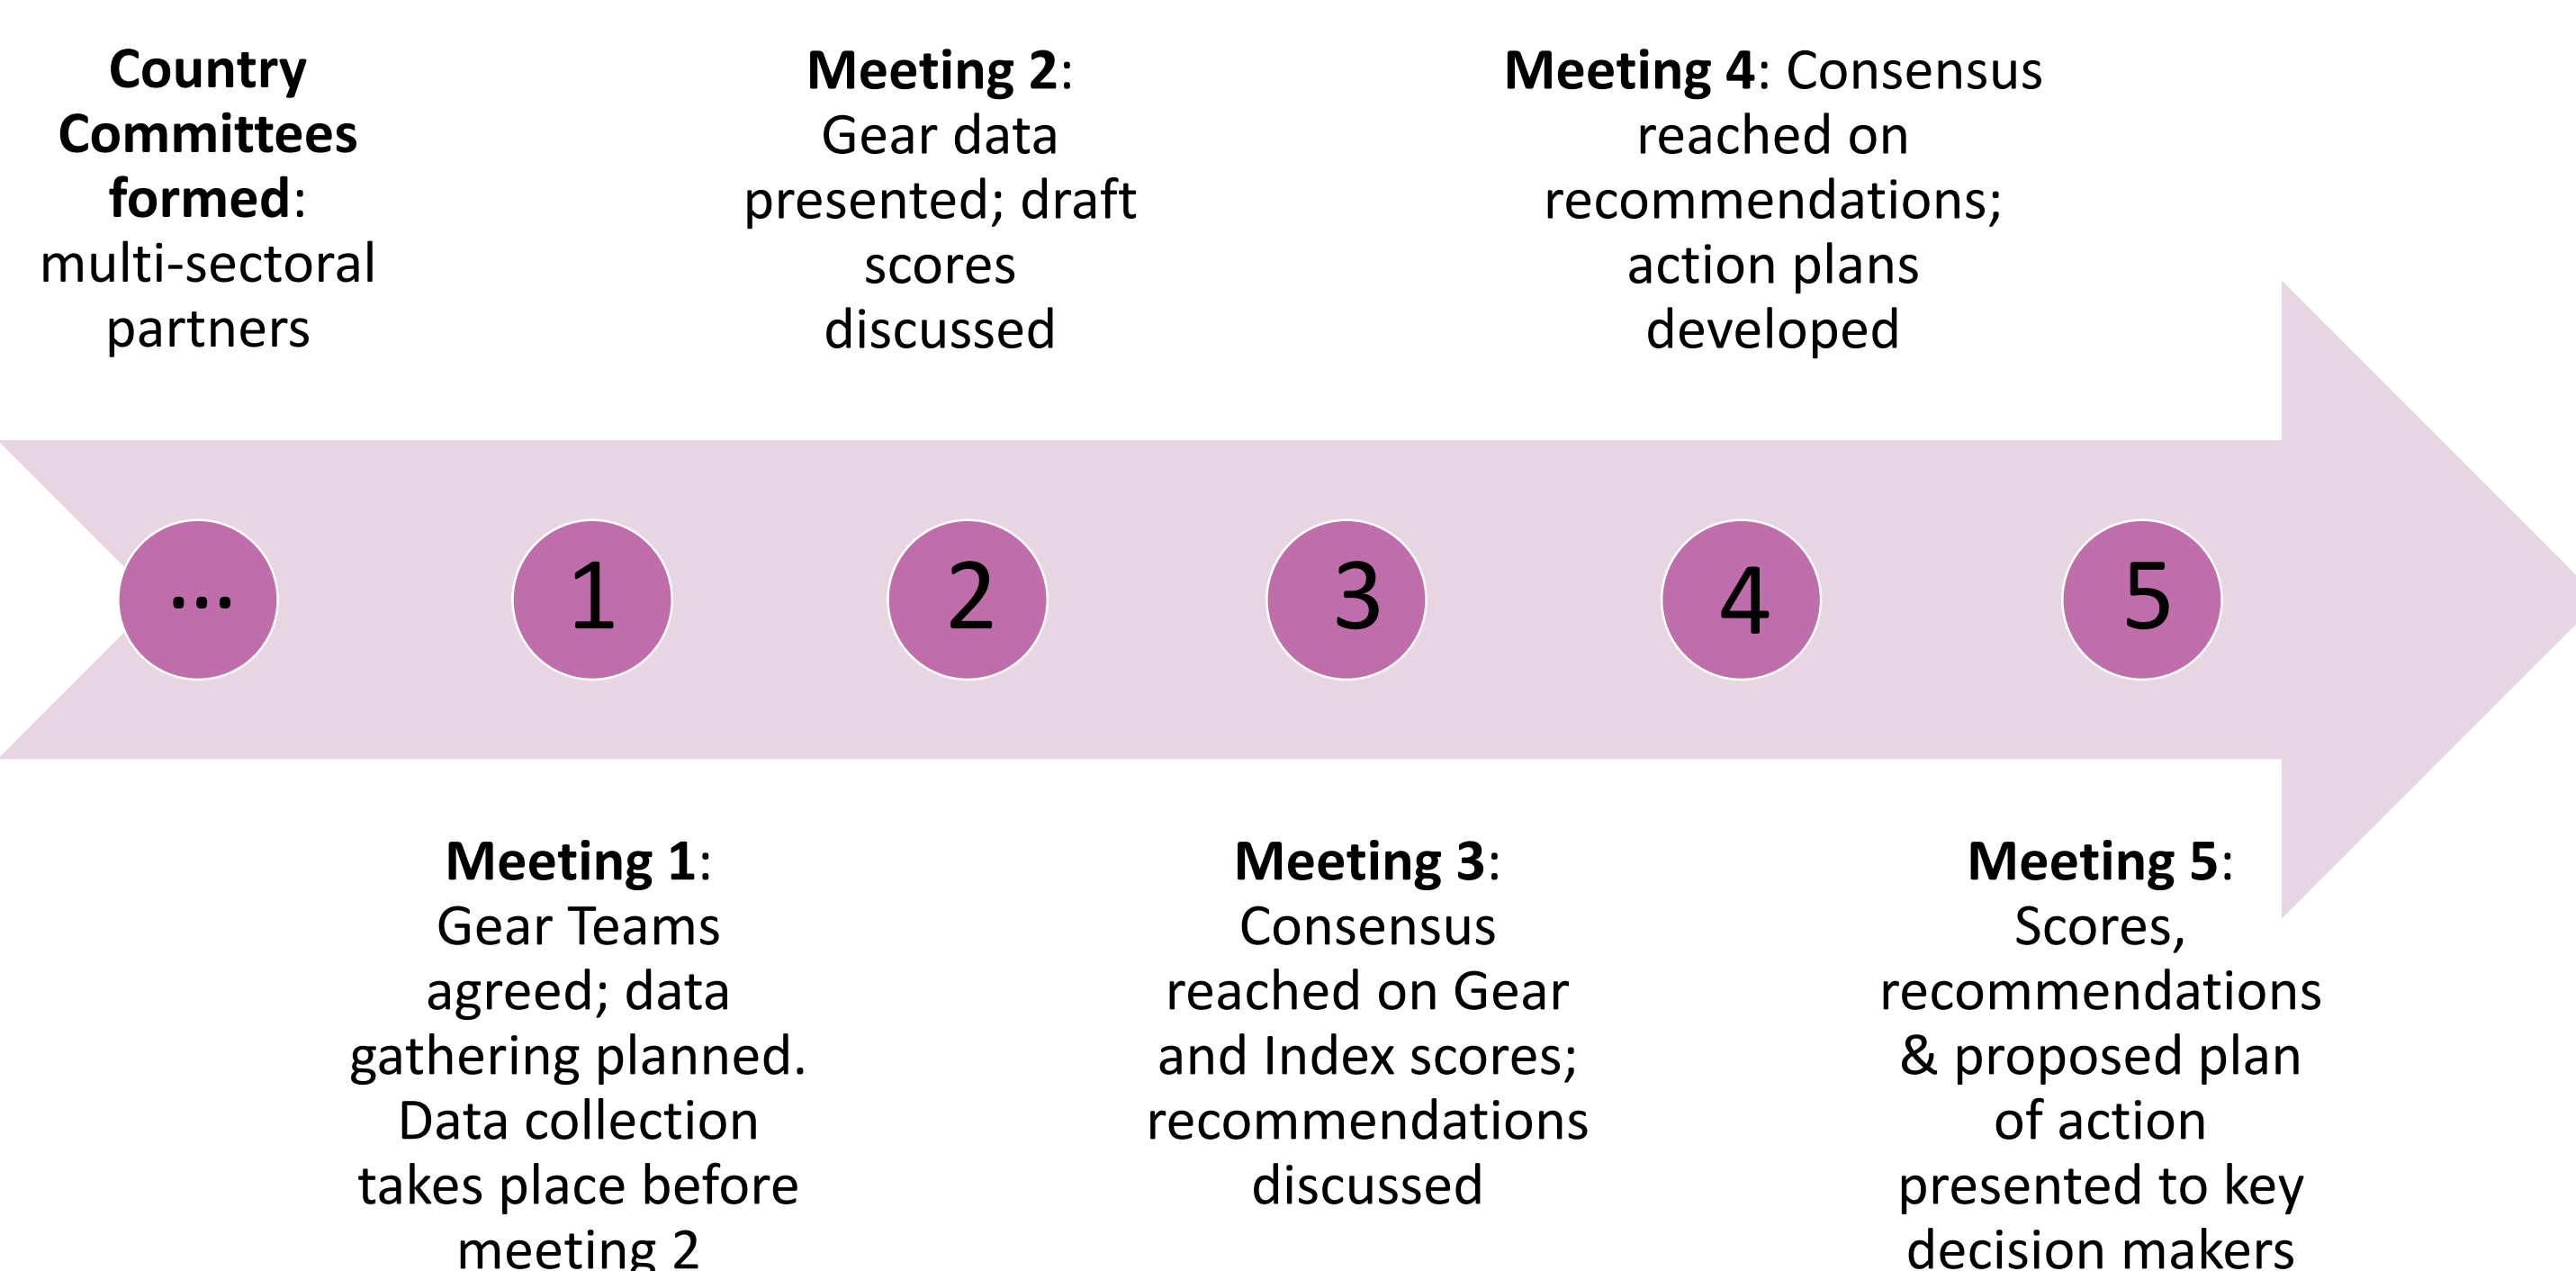 Country
Committees
formed:
multi-sectoral
partners
Meeting 2:
Gear data
presented; draft
scores
discussed
Meeting 4: Consensus
reached on
recommendations;
action plans
developed
...
1
2
3
4
5
Meeting 1:
Gear Teams
agreed; data
gathering planned.
Data collection
takes place before
meeting 2
Meeting 3:
Consensus
reached on Gear
and Index scores;
recommendations
discussed
Meeting 5:
Scores,
recommendations
& proposed plan
of action
presented to key
decision makers